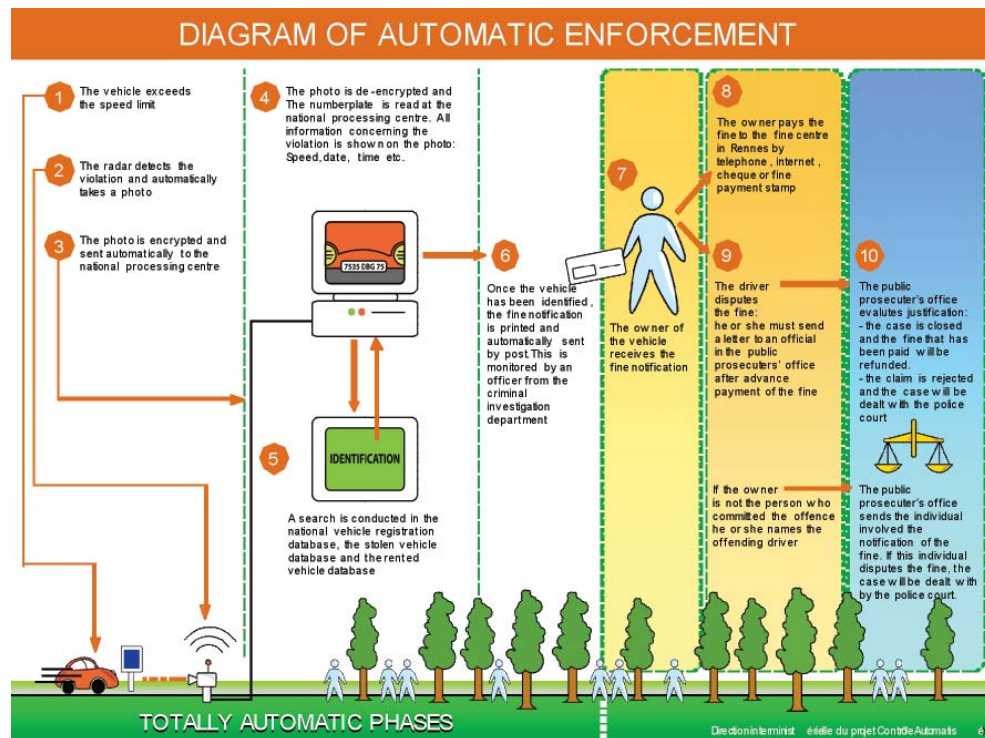 DIAGRAM OF AUTOMATIC ENFORCEMENT
1
The vehicle exceeds
the speed limit
2
The radar detects the
violation and automatically
takes a photo
3
The photo is encrypted and
sent automatically to the
national processing centre
4
The photo is de-encrypted and
The numberplate is read at the
national processing centre. All
information concerning the
violation is shown on the photo:
Speed, date, time etc.
7535 DBG 75
5
IDENTIFICATION
A search is conducted in the
national vehicle registration
database, the stolen vehicle
database and the rented
vehicle database
6
Once the vehicle
has been identified,
the fine notification
is printed and
automatically sent
by post. This is
monitored by an
officer from the
criminal
investigation
department
7
The owner of
the vehicle
receives the
fine notification
8
The owner pays the
fine to the fine centre
in Rennes by
telephone, internet,
cheque or fine
payment stamp
9
The driver
disputes
the fine:
he or she must send
a letter to an official
in the public
prosecuters' office
after advance
payment of the fine
If the owner
is not the person who
committed the offence
he or she names the
offending driver
10
The public
prosecuter's office
evalutes justification:
- the case is closed
and the fine that has
been paid will be
refunded.
- the claim is rejected
and the case will be
dealt with the police
court
The public
prosecuter's office
sends the individual
involved the
notification of the
fine. If this individual
disputes the fine, the
case will be dealt with
by the police court.
TOTALLY AUTOMATIC PHASES
Direction interminist érielle du projet Contrôle Automatis é